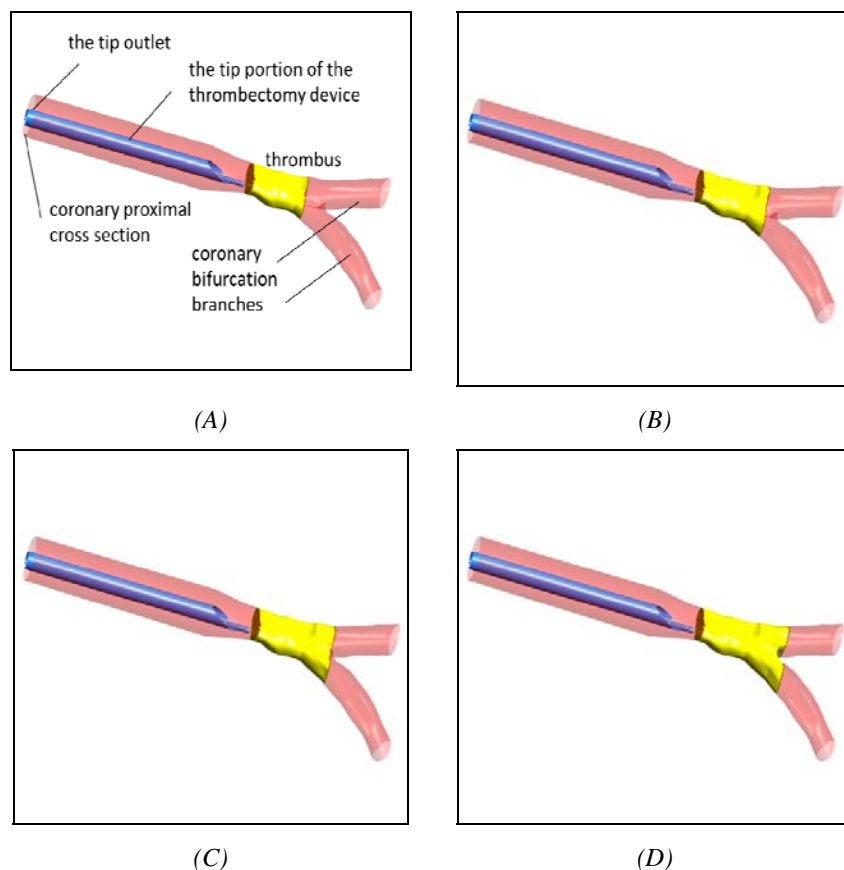 the tip outlet
the tip portion of the
thrombectomy device
thrombus
coronary proximal
cross section
coronary
bifurcation
branches
(A)
(B)
(C)
(D)